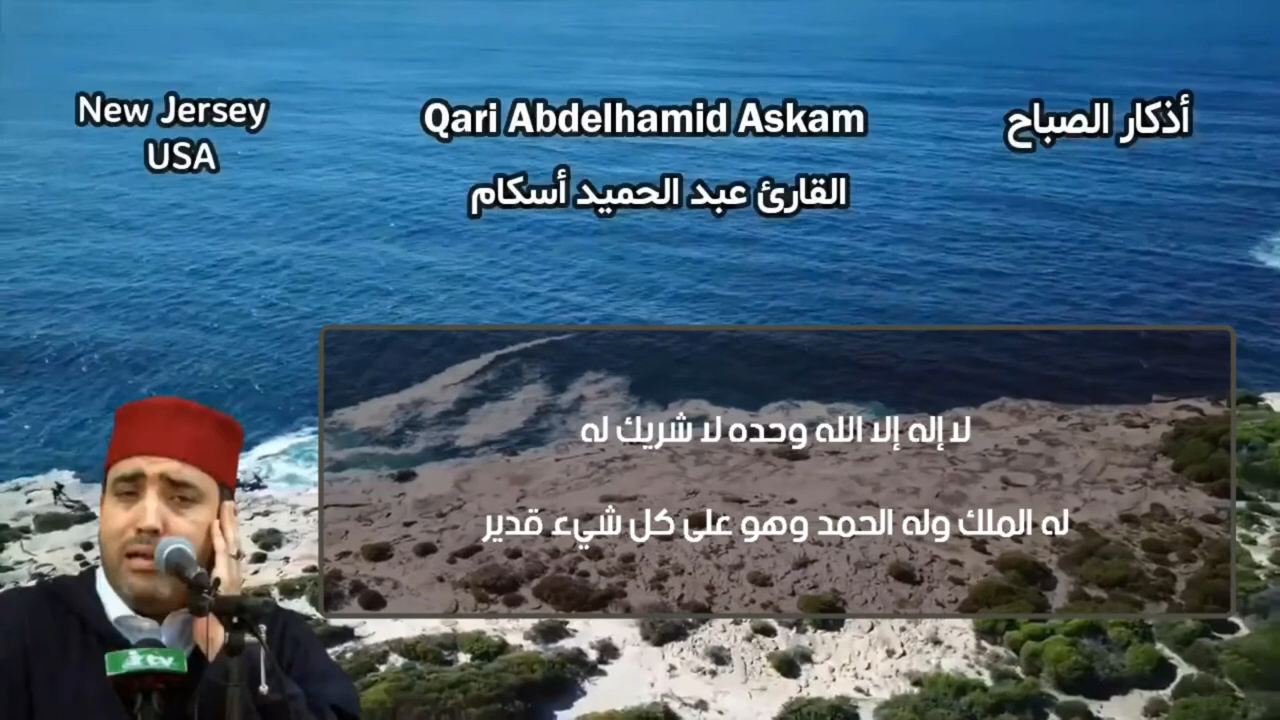 New Jersey
USA
Qari Abdelhamid Askam
القارئ عبد الحميد أسكام
أذكار الصباح
لا إله إلا الله وحده لا شريك له
له الملك وله الحمد وهو على كل شيء قدير